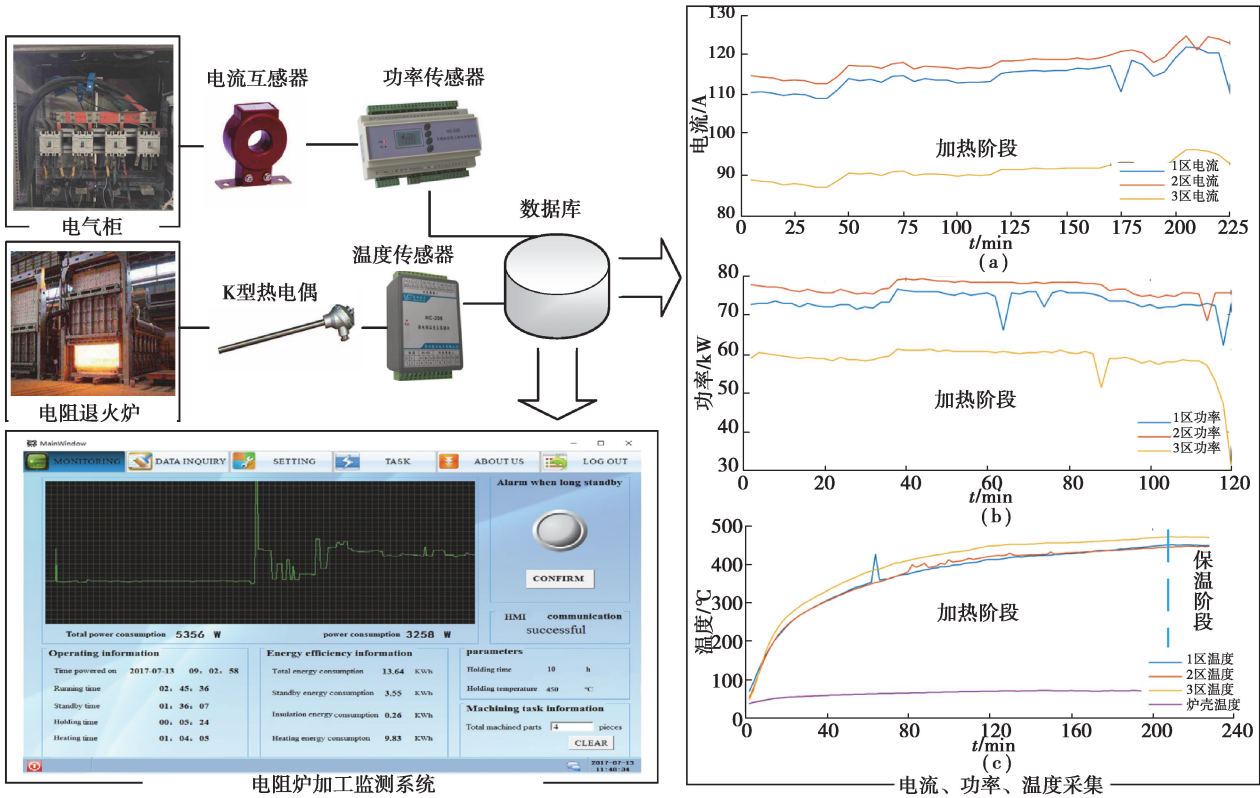 电流互感器
功率传感器
电气柜
数据库
温度传感器
K型热电偶
HC-208
电阻退火炉
MainWindow
MONITORING DATA INQUIRY SETTING TASK ABOUT US LOG OUT
Alarm when long standby
CONFIRM
HMI communication
successful
Total power consumption 5356 W power consumption 3258 W
Operating information
Time powered on 2017-07-13 09：02：58
Running time 02：45：36
Standby time 01：36：07
Holding time 00：05：24
Heating time 01：04：05
Energy efficiency information
Total energy consumption 13.64 KWh
Standby energy consumption 3.55 KWh
Insulation energy consumption 0.26 KWh
Heating energy consumpton 9.83 KWh
parameters
Holding time 10 h
Holding temperature 450 ℃
Machining task information
Total machined parts 4 pieces
CLEAR
2017-07-13
11:48:34
电阻炉加工监测系统
130
120
110
100
90
80
电流/A
加热阶段
1区电流
2区电流
3区电流
0 25 50 75 100 125 150 175 200 225
t/min
(a)
80
70
60
50
40
30
功率/kW
加热阶段
1区功率
2区功率
3区功率
0 20 40 60 80 100 120
t/min
(b)
500
400
300
200
100
0
温度/℃
加热阶段
保温阶段
1区温度
2区温度
3区温度
炉壳温度
0 40 80 120 160 200 240
t/min
(c)
电流、功率、温度采集